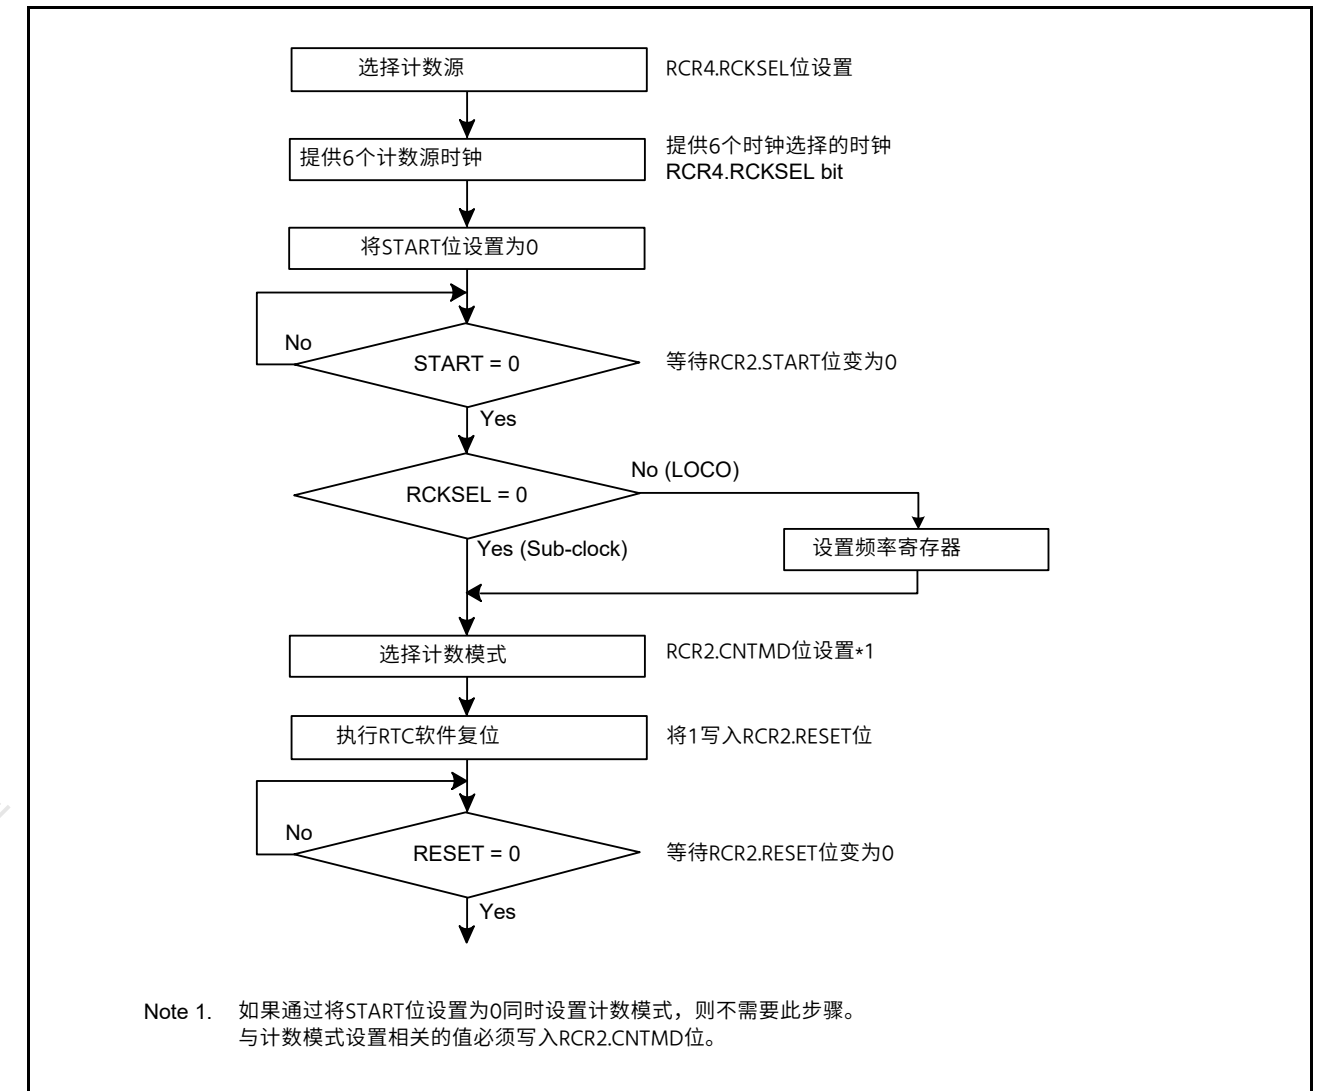 选择计数源
RCR4.RCKSEL位设置
提供6个计数源时钟
提供6个时钟选择的时钟
RCR4.RCKSEL bit
将START位设置为0
No
START = 0
等待RCR2.START位变为0
Yes
No (LOCO)
RCKSEL = 0
Yes (Sub-clock)
设置频率寄存器
选择计数模式
RCR2.CNTMD位设置*1
执行RTC软件复位
将1写入RCR2.RESET位
No
RESET = 0
等待RCR2.RESET位变为0
Yes
Note 1. 如果通过将START位设置为0同时设置计数模式，则不需要此步骤。
与计数模式设置相关的值必须写入RCR2.CNTMD位。